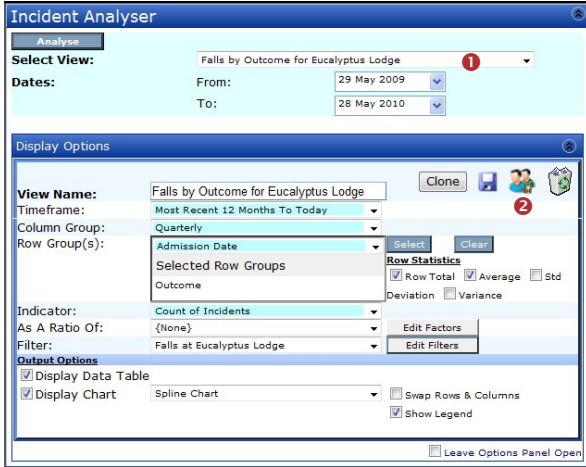 Incident Analyser
Analyse
Select View: Falls by Outcome for Eucalyptus Lodge 1
Dates: From: 29 May 2009
To: 28 May 2010
Display Options
View Name: Falls by Outcome for Eucalyptus Lodge Clone
2
Timeframe: Most Recent 12 Months To Today
Column Group: Quarterly
Row Group(s): Admission Date Select Clear
Selected Row Groups Row Statistics
Row Total Average Std
Outcome
Deviation Variance
Indicator: Count of Incidents
As A Ratio Of: {None} Edit Factors
Filter: Falls at Eucalyptus Lodge Edit Filters
Output Options
Display Data Table
Display Chart Spline Chart Swap Rows & Columns
Show Legend
Leave Options Panel Open